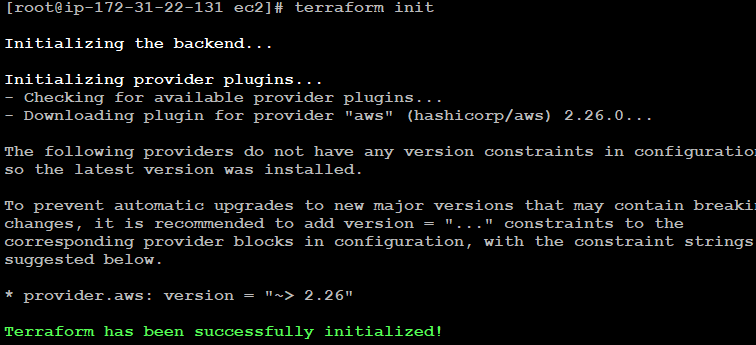 [root@ip-172-31-22-131 ec2]# terraform init
Initializing the backend...
Initializing provider plugins...
- Checking for available provider plugins...
- Downloading plugin for provider "aws" (hashicorp/aws) 2.26.0...
The following providers do not have any version constraints in configuratio
so the latest version was installed.
To prevent automatic upgrades to new major versions that may contain breaki
changes, it is recommended to add version = "..." constraints to the
corresponding provider blocks in configuration, with the constraint strings
suggested below.
* provider.aws: version = "~> 2.26"
Terraform has been successfully initialized!